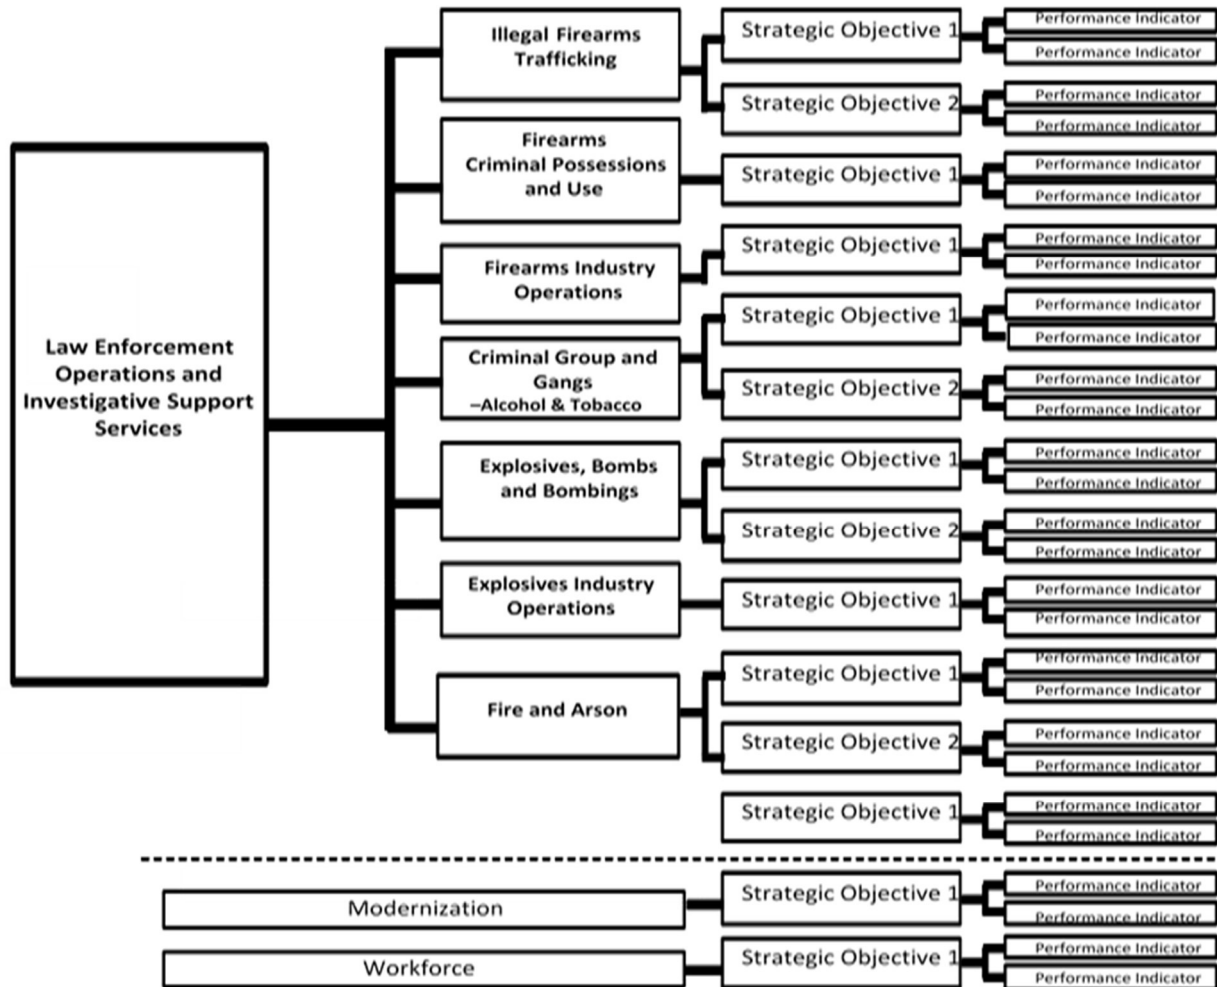 Law Enforcement
Operations and
Investigative Support
Services
Illegal Firearms
Trafficking
Strategic Objective 1
Performance Indicator
Performance Indicator
Strategic Objective 2
Performance Indicator
Performance Indicator
Firearms
Criminal Possessions
and Use
Strategic Objective 1
Performance Indicator
Performance Indicator
Firearms Industry
Operations
Strategic Objective 1
Performance Indicator
Performance Indicator
Criminal Group and
Gangs
–Alcohol & Tobacco
Strategic Objective 1
Performance Indicator
Performance Indicator
Strategic Objective 2
Performance Indicator
Performance Indicator
Explosives, Bombs
and Bombings
Strategic Objective 1
Performance Indicator
Performance Indicator
Strategic Objective 2
Performance Indicator
Performance Indicator
Explosives Industry
Operations
Strategic Objective 1
Performance Indicator
Performance Indicator
Fire and Arson
Strategic Objective 1
Performance Indicator
Performance Indicator
Strategic Objective 2
Performance Indicator
Performance Indicator
Strategic Objective 1
Performance Indicator
Performance Indicator
Modernization
Strategic Objective 1
Performance Indicator
Performance Indicator
Workforce
Strategic Objective 1
Performance Indicator
Performance Indicator